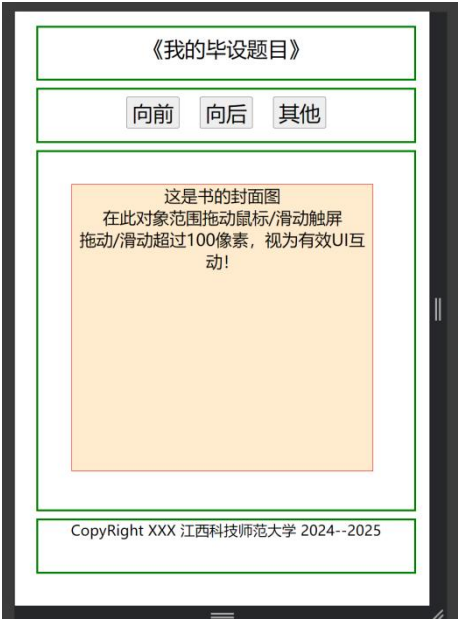 《我的毕设题目》
向前 向后 其他
这是书的封面图
在此对象范围拖动鼠标/滑动触屏
拖动/滑动超过100像素，视为有效UI互
动！
CopyRight XXX 江西科技师范大学 2024--2025